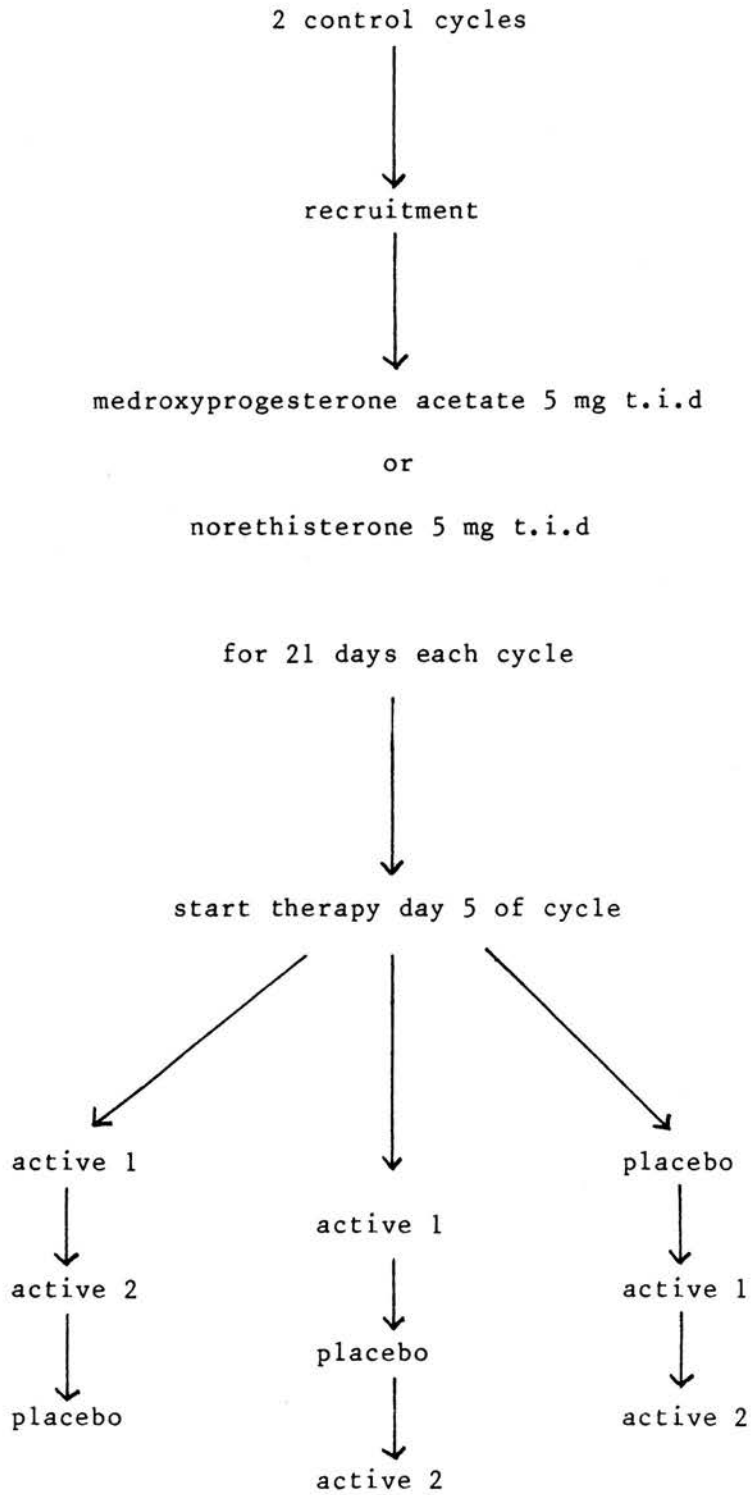 2 control cycles
recruitment
medroxyprogesterone acetate 5 mg t.i.d
or
norethisterone 5 mg t.i.d
for 21 days each cycle
start therapy day 5 of cycle
active 1
active 2
placebo
active 1
placebo
active 2
placebo
active 1
active 2